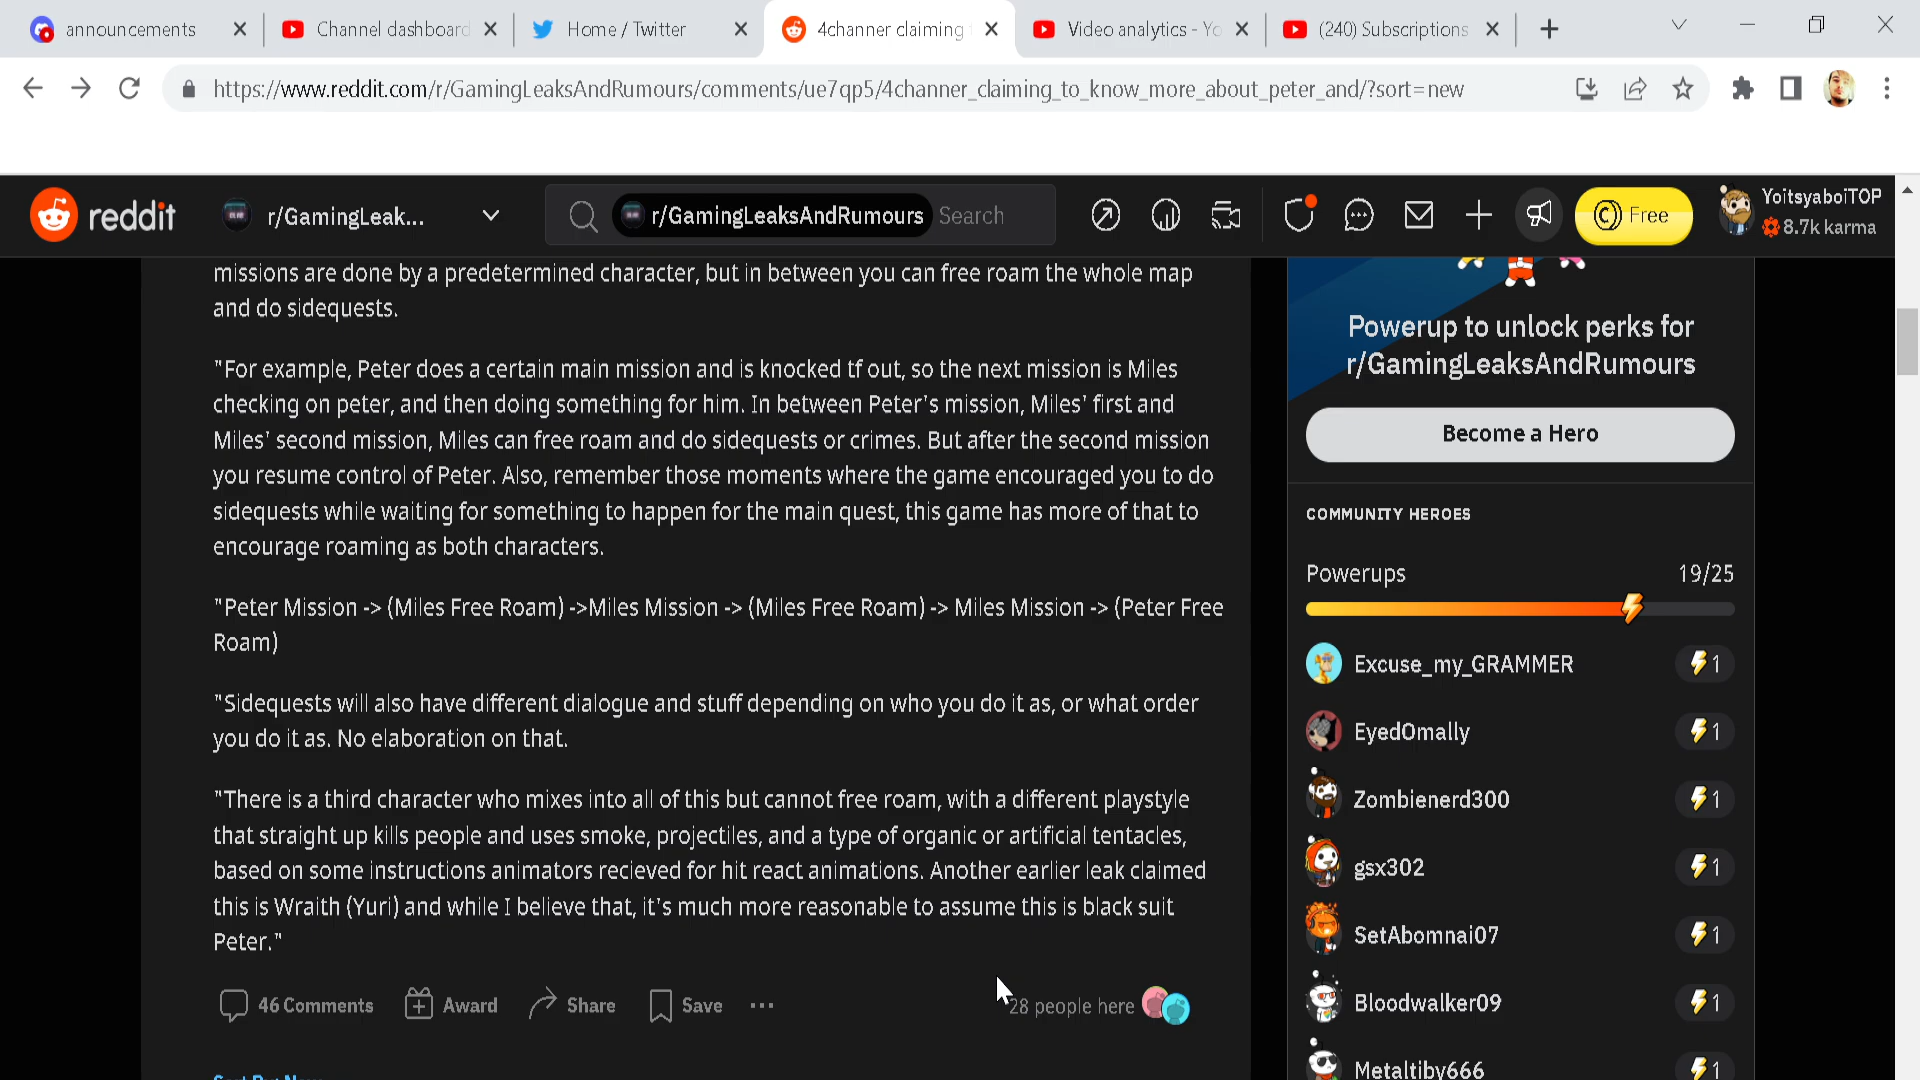 announcements
Channel dashboard
Home / Twitter
4channer claiming
Video analytics - Yo
(240) Subscriptions
https://www.reddit.com/r/GamingLeaksAndRumours/comments/ue7qp5/4channer_claiming_to_know_more_about_peter_and/?sort=new
reddit
r/GamingLeak...
r/GamingLeaksAndRumours Search
Free
YoitsyaboiTOP
8.7k karma
missions are done by a predetermined character, but in between you can free roam the whole map
and do sidequests.
"For example, Peter does a certain main mission and is knocked tf out, so the next mission is Miles
checking on peter, and then doing something for him. In between Peter's mission, Miles' first and
Miles' second mission, Miles can free roam and do sidequests or crimes. But after the second mission
you resume control of Peter. Also, remember those moments where the game encouraged you to do
sidequests while waiting for something to happen for the main quest, this game has more of that to
encourage roaming as both characters.
"Peter Mission -> (Miles Free Roam) ->Miles Mission -> (Miles Free Roam) -> Miles Mission -> (Peter Free
Roam)
"Sidequests will also have different dialogue and stuff depending on who you do it as, or what order
you do it as. No elaboration on that.
"There is a third character who mixes into all of this but cannot free roam, with a different playstyle
that straight up kills people and uses smoke, projectiles, and a type of organic or artificial tentacles,
based on some instructions animators recieved for hit react animations. Another earlier leak claimed
this is Wraith (Yuri) and while I believe that, it's much more reasonable to assume this is black suit
Peter."
46 Comments
Award
Share
Save
28 people here
Powerup to unlock perks for
r/GamingLeaksAndRumours
Become a Hero
COMMUNITY HEROES
Powerups 19/25
Excuse_my_GRAMMER 1
EyedOmally 1
Zombienerd300 1
gsx302 1
SetAbomnai07 1
Bloodwalker09 1
Metaltiby666 1